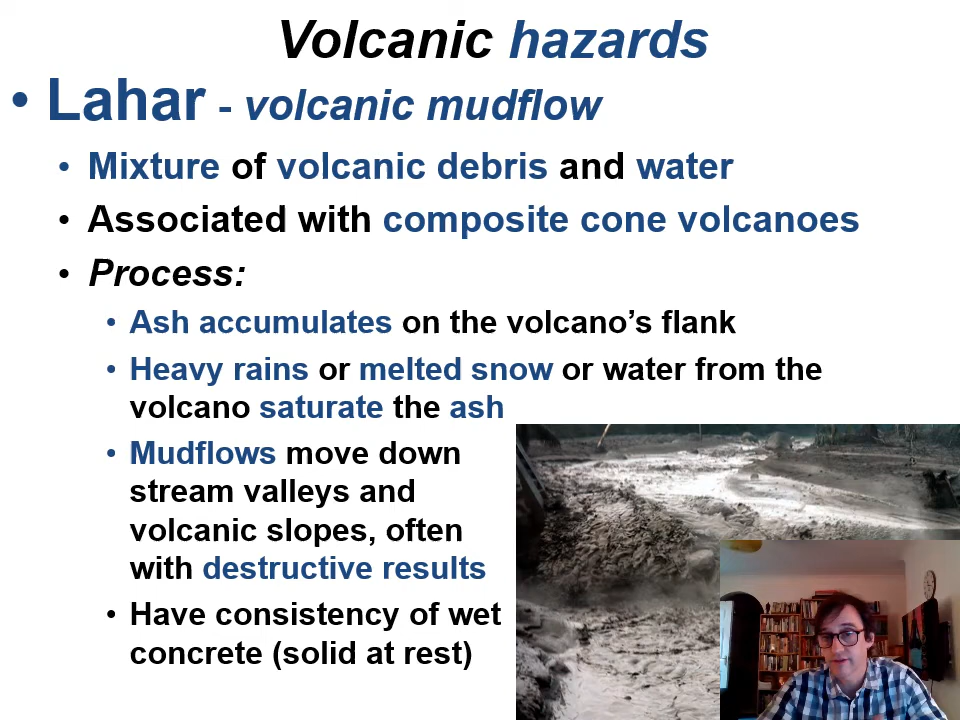 Volcanic hazards
• Lahar - volcanic mudflow
• Mixture of volcanic debris and water
• Associated with composite cone volcanoes
• Process:
• Ash accumulates on the volcano’s flank
• Heavy rains or melted snow or water from the
volcano saturate the ash
• Mudflows move down
stream valleys and
volcanic slopes, often
with destructive results
• Have consistency of wet
concrete (solid at rest)